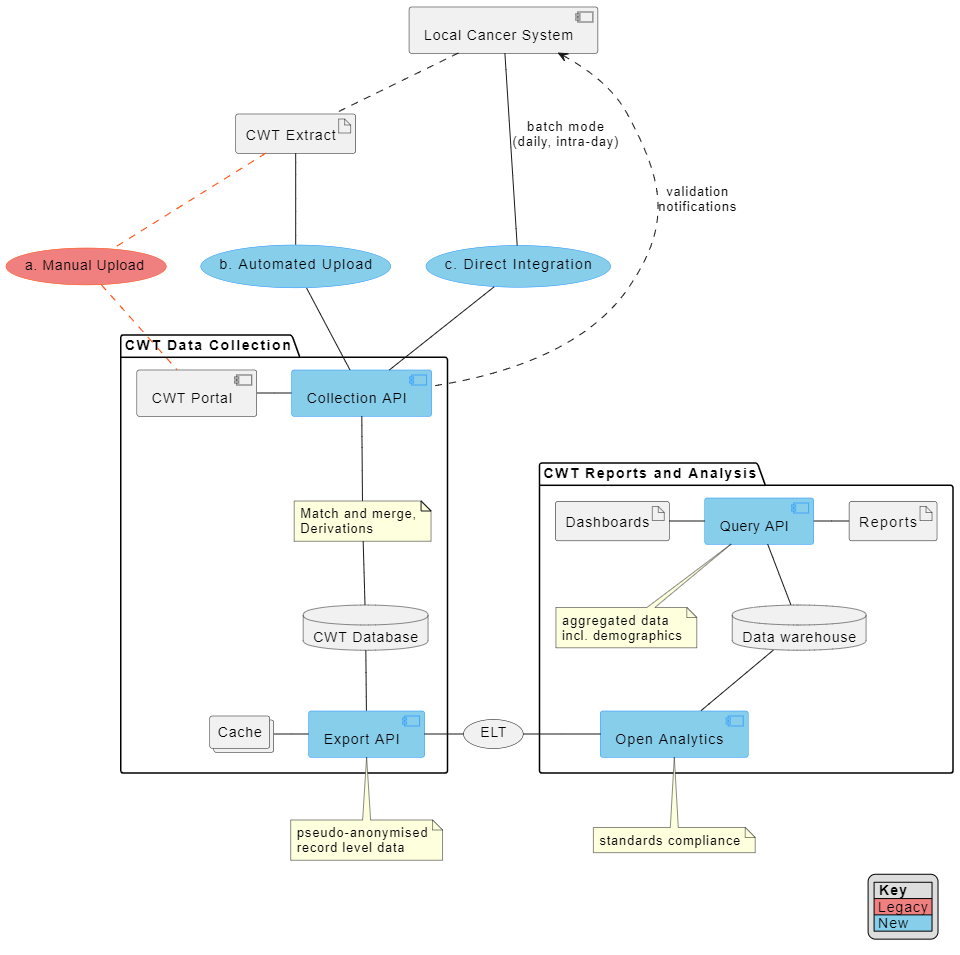 Local Cancer System
CWT Extract
batch mode
(daily, intra-day)
validation
notifications
a. Manual Upload
b. Automated Upload
c. Direct Integration
CWT Data Collection
CWT Portal
Collection API
Match and merge,
Derivations
CWT Database
Cache
Export API
ELT
pseudo-anonymised
record level data
CWT Reports and Analysis
Dashboards
Query API
Reports
aggregated data
incl. demographics
Data warehouse
Open Analytics
standards compliance
Key
Legacy
New